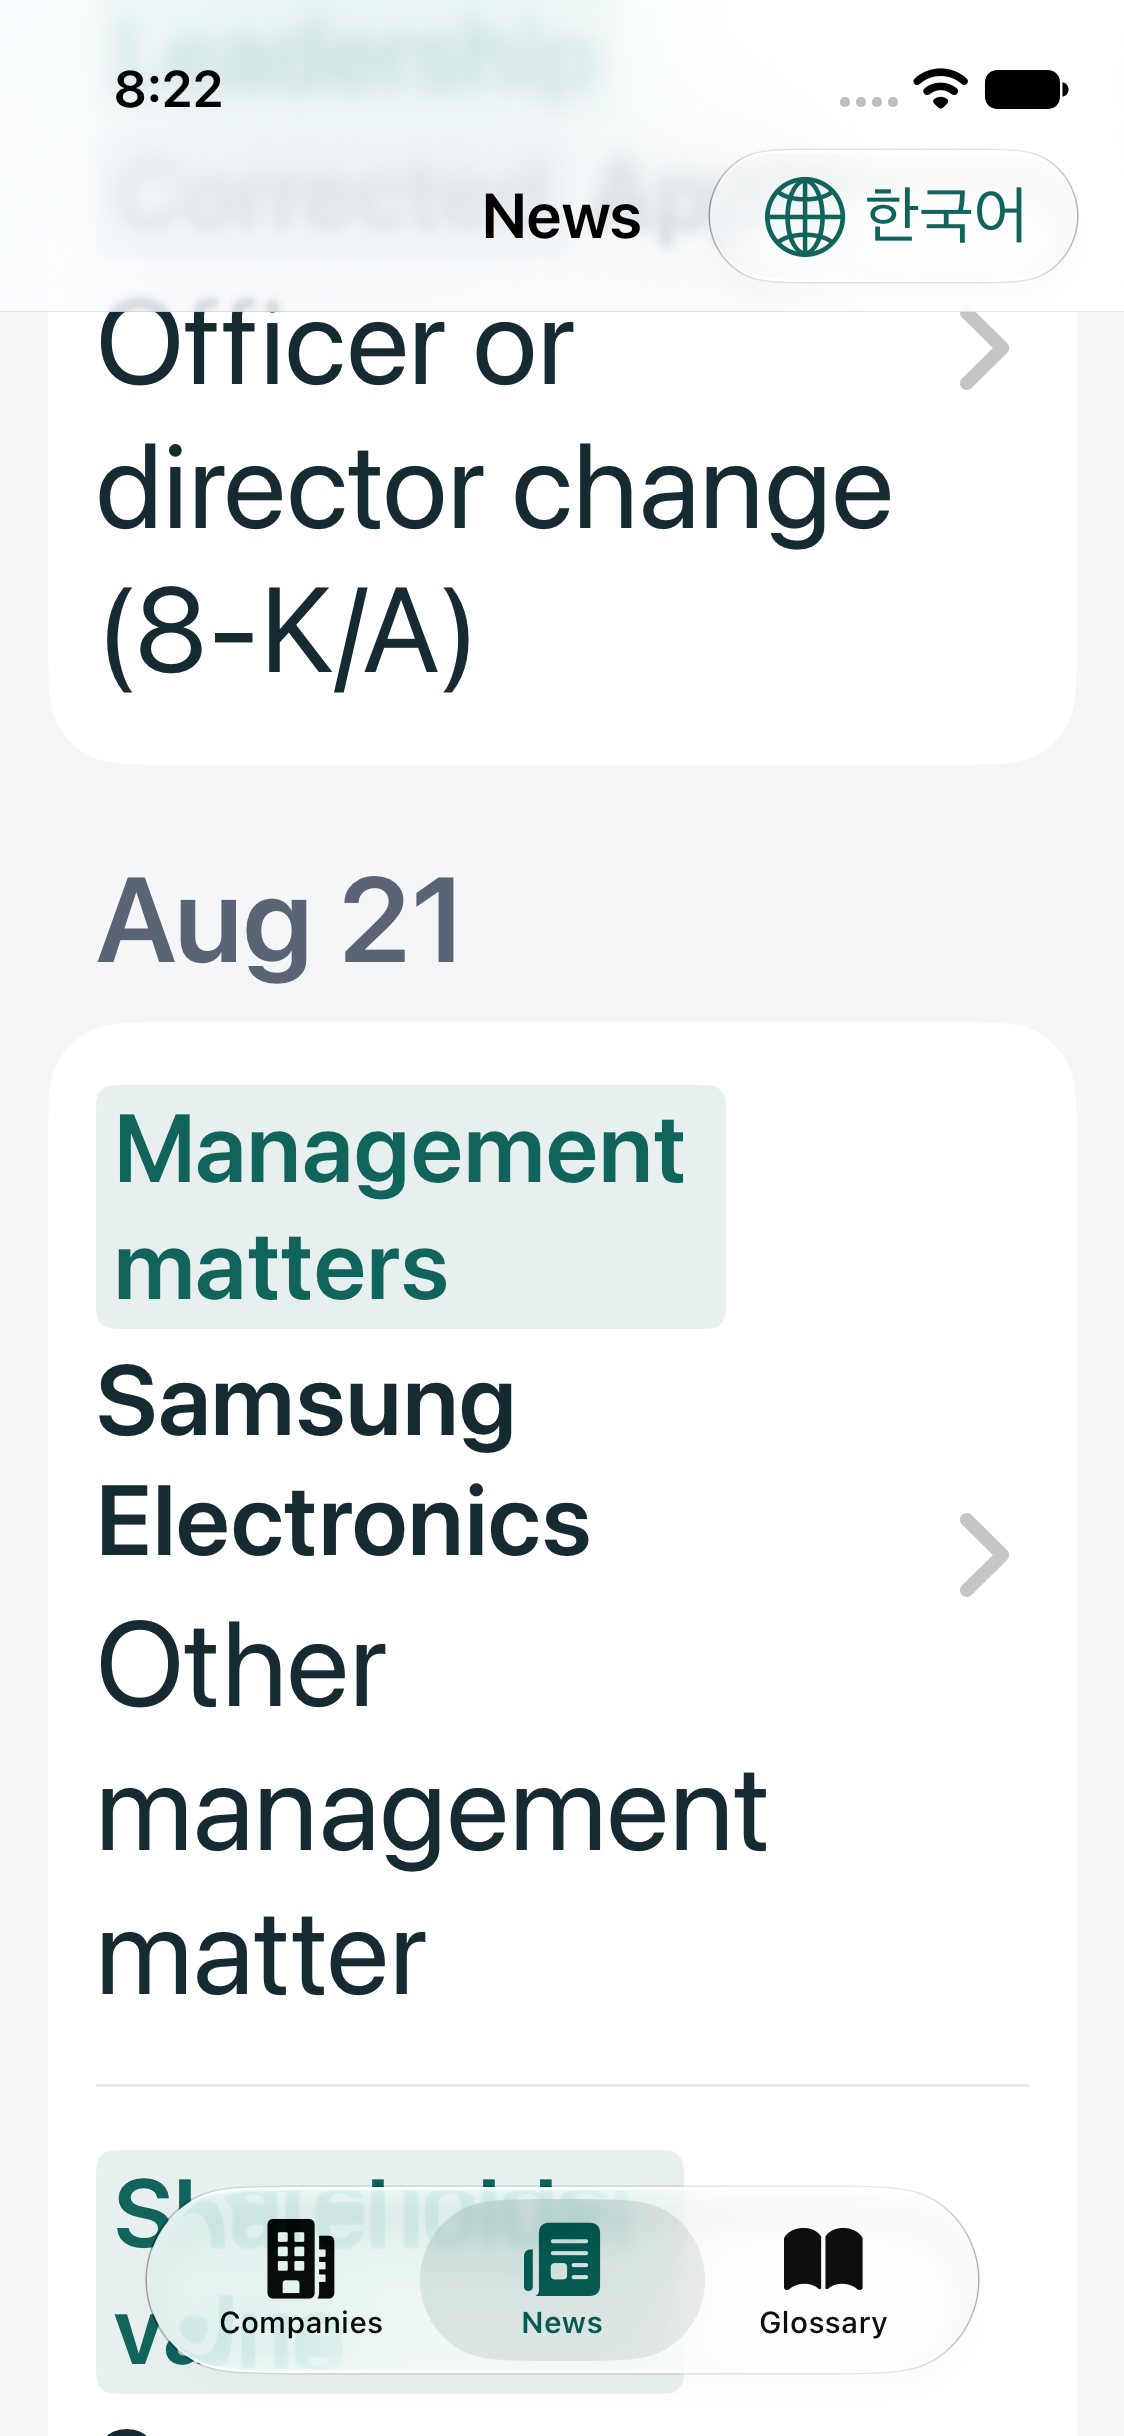 8:22
News
한국어
Officer or
director change
(8-K/A)
Aug 21
Management
matters
Samsung
Electronics
Other
management
matter
Companies
News
Glossary